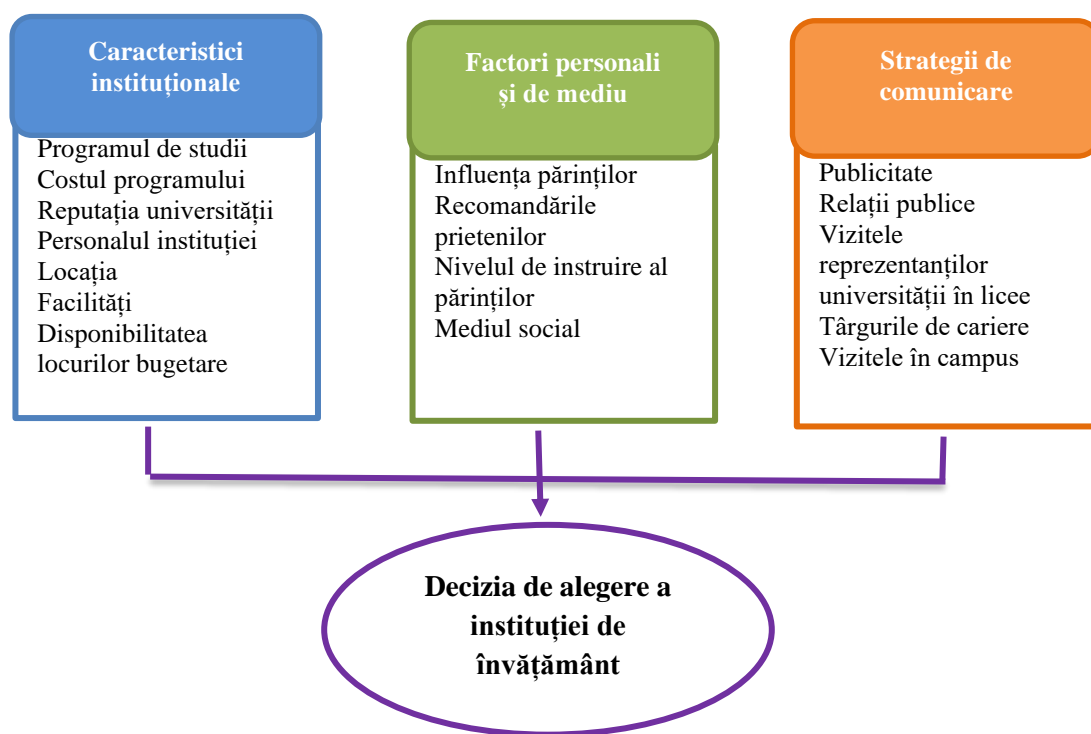 Caracteristici
instituționale
Programul de studii
Costul programului
Reputația universității
Personalul instituției
Locația
Facilități
Disponibilitatea
locurilor bugetare
Factori personali
și de mediu
Influența părinților
Recomandările
prietenilor
Nivelul de instruire al
părinților
Mediul social
Strategii de
comunicare
Publicitate
Relații publice
Vizitele
reprezentanților
universității în licee
Târgurile de cariere
Vizitele în campus
Decizia de alegere a
instituției de
învățământ